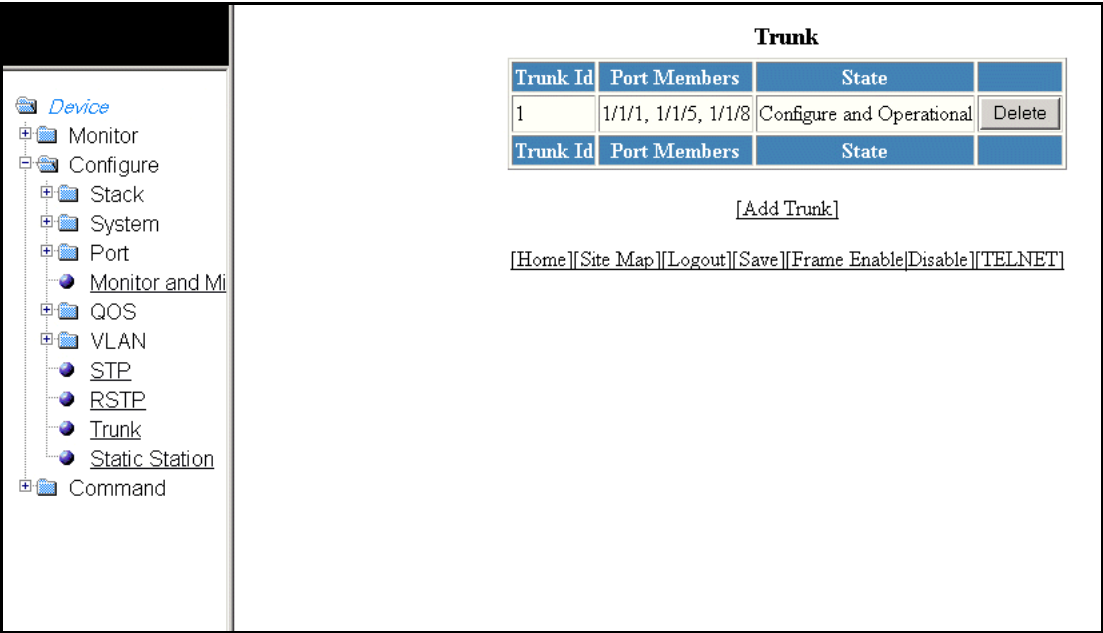 Device
Monitor
Configure
Stack
System
Port
Monitor and Mi
QOS
VLAN
STP
RSTP
Trunk
Static Station
Command
Trunk
Trunk Id Port Members State
1 1/1/1, 1/1/5, 1/1/8 Configure and Operational Delete
Trunk Id Port Members State
[Add Trunk]
[Home][Site Map][Logout][Save][Frame Enable|Disable][TELNET]